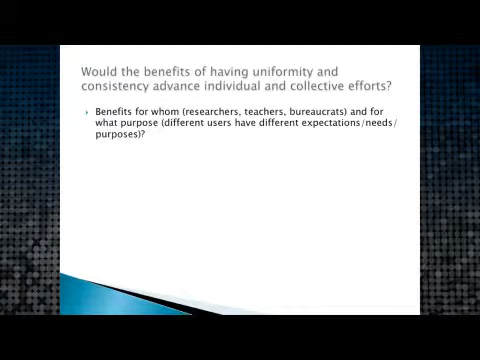 Would the benefits of having uniformity and
consistency advance individual and collective efforts?
Benefits for whom (researchers, teachers, bureaucrats) and for
what purpose (different users have different expectations/needs/
purposes)?